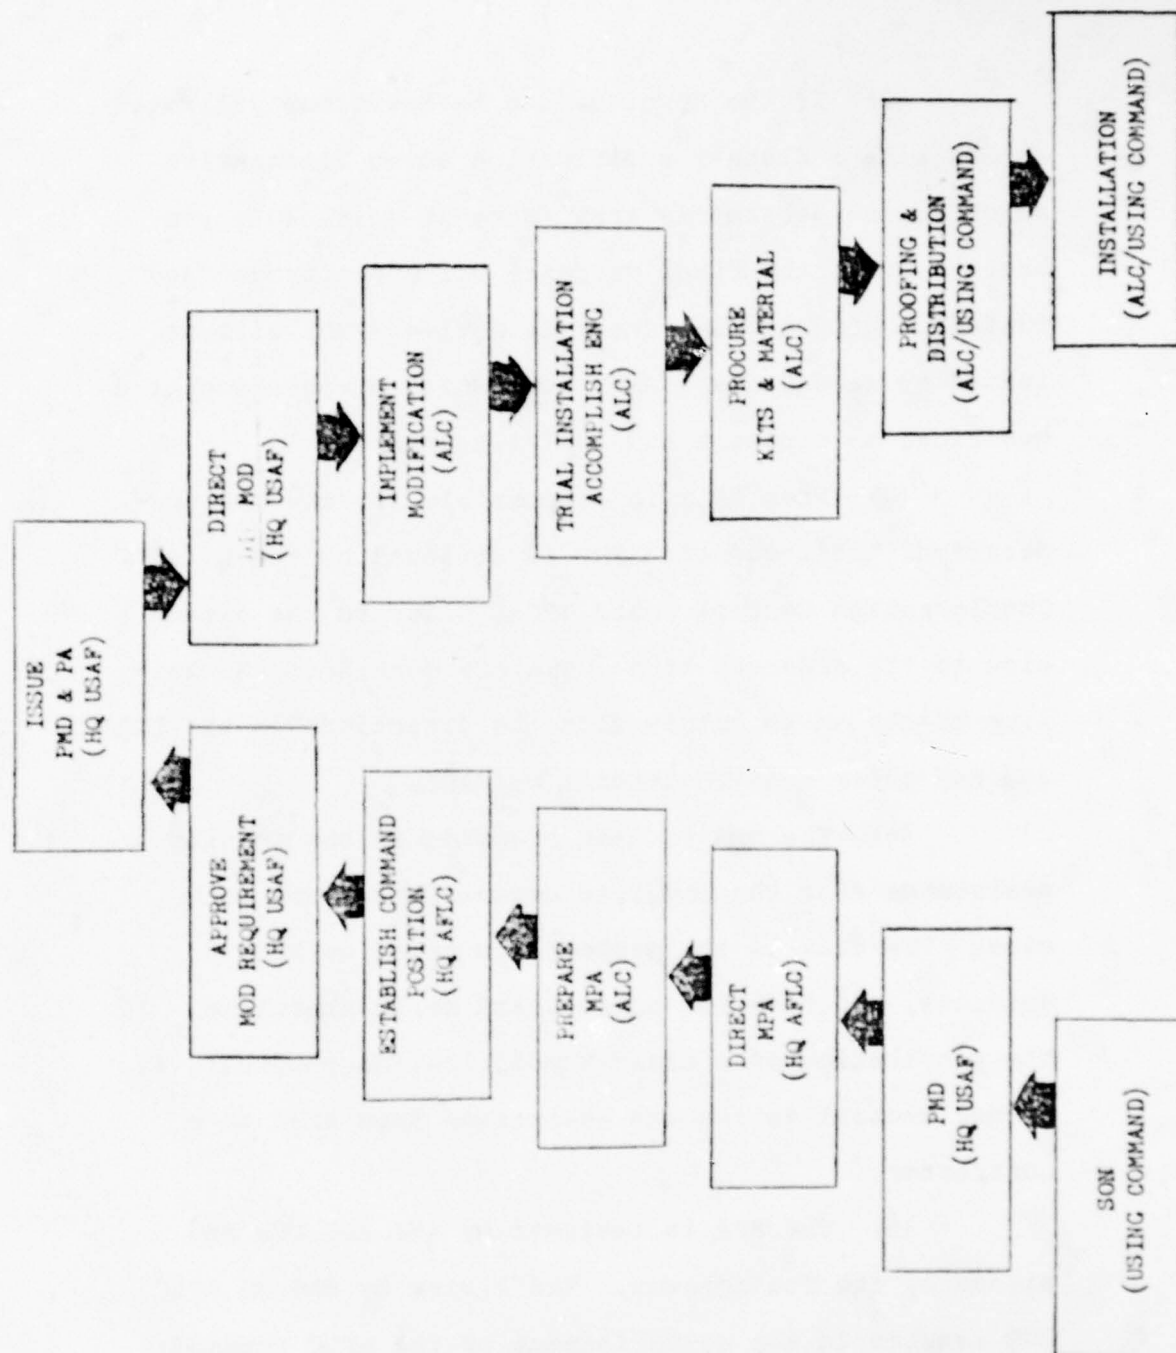 ISSUE
PMD & PA
(HQ USAF)
APPROVE
MOD REQUIREMENT
(HQ USAF)
DIRECT
MOD
(HQ USAF)
ESTABLISH COMMAND
POSITION
(HQ AFLC)
IMPLEMENT
MODIFICATION
(ALC)
PREPARE
MPA
(ALC)
TRIAL INSTALLATION
ACCOMPLISH ENG
(ALC)
DIRECT
MPA
(HQ AFLC)
PROCURE
KITS & MATERIAL
(ALC)
PMD
(HQ USAF)
PROOFING &
DISTRIBUTION
(ALC/USING COMMAND)
SON
(USING COMMAND)
INSTALLATION
(ALC/USING COMMAND)